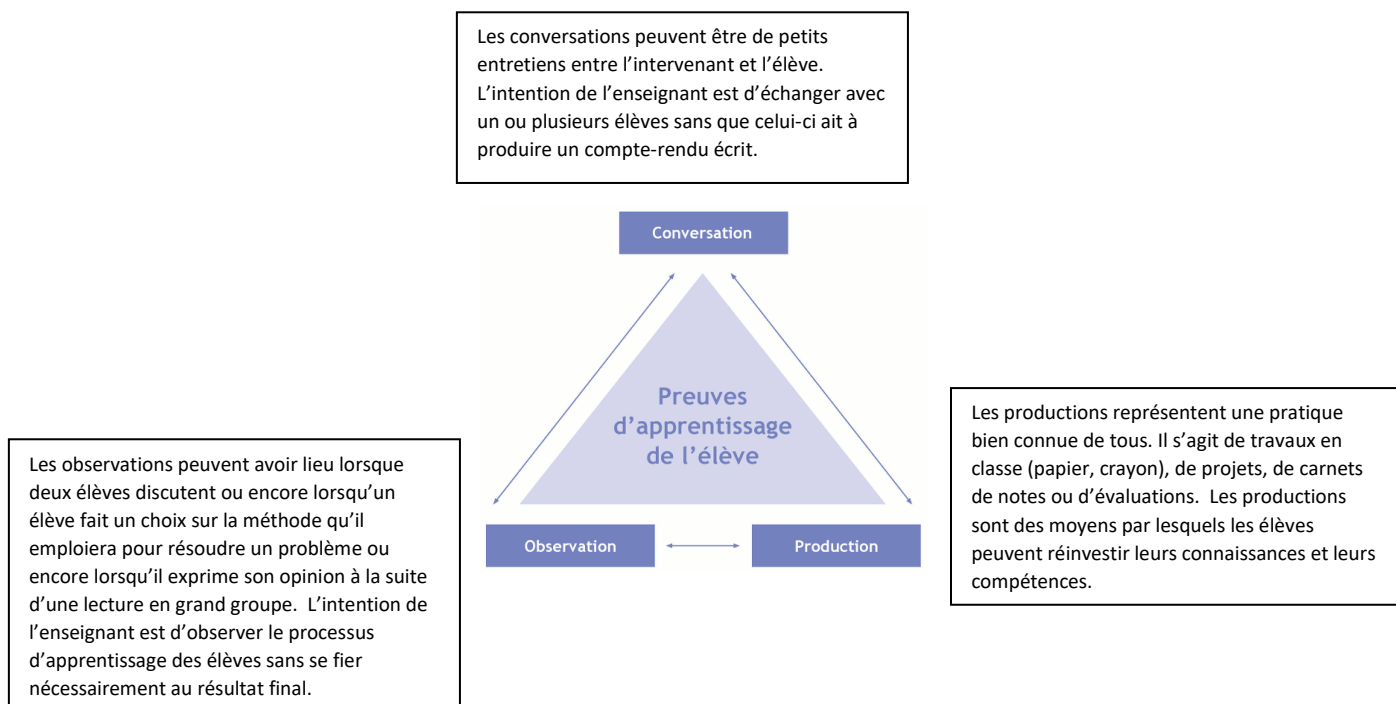 Les conversations peuvent être de petits
entretiens entre l’intervenant et l’élève.
L’intention de l’enseignant est d’échanger avec
un ou plusieurs élèves sans que celui-ci ait à
produire un compte-rendu écrit.
Conversation
Preuves
d’apprentissage
de l’élève
Observation
Production
Les observations peuvent avoir lieu lorsque
deux élèves discutent ou encore lorsqu’un
élève fait un choix sur la méthode qu’il
emploiera pour résoudre un problème ou
encore lorsqu’il exprime son opinion à la suite
d’une lecture en grand groupe.  L’intention de
l’enseignant est d’observer le processus
d’apprentissage des élèves sans se fier
nécessairement au résultat final.
Les productions représentent une pratique
bien connue de tous. Il s’agit de travaux en
classe (papier, crayon), de projets, de carnets
de notes ou d’évaluations.  Les productions
sont des moyens par lesquels les élèves
peuvent réinvestir leurs connaissances et leurs
compétences.